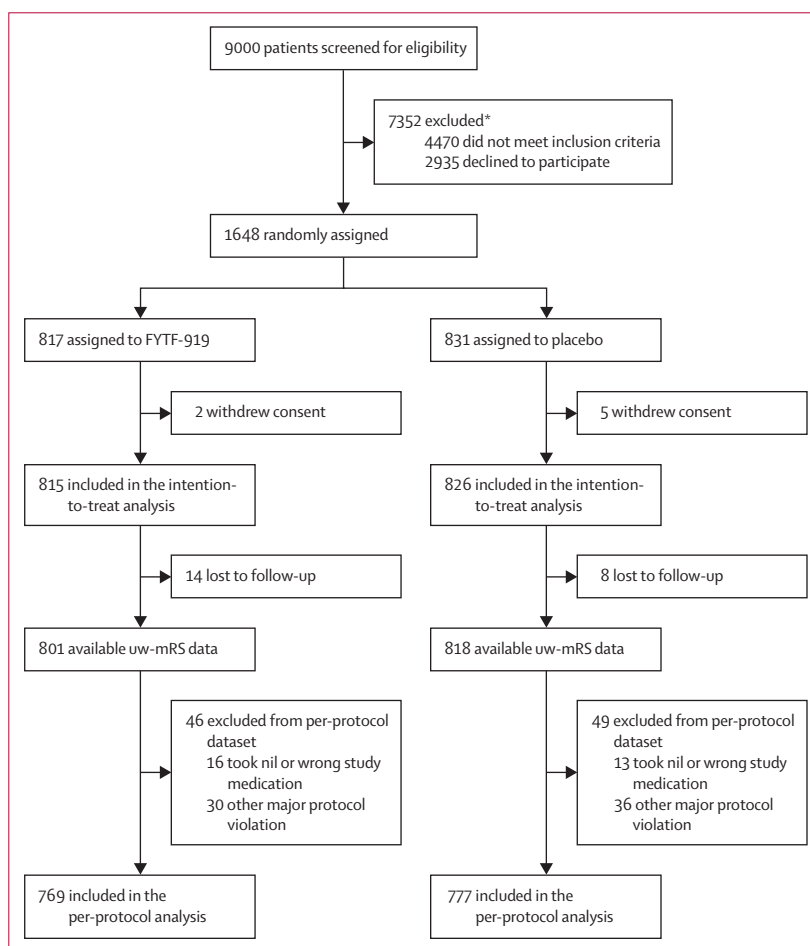 9000 patients screened for eligibility
7352 excluded*
4470 did not meet inclusion criteria
2935 declined to participate
1648 randomly assigned
817 assigned to FYTF-919
831 assigned to placebo
2 withdrew consent
5 withdrew consent
815 included in the intention-
to-treat analysis
826 included in the intention-
to-treat analysis
14 lost to follow-up
8 lost to follow-up
801 available uw-mRS data
818 available uw-mRS data
46 excluded from per-protocol
dataset
16 took nil or wrong study
medication
30 other major protocol
violation
49 excluded from per-protocol
dataset
13 took nil or wrong study
medication
36 other major protocol
violation
769 included in the
per-protocol analysis
777 included in the
per-protocol analysis